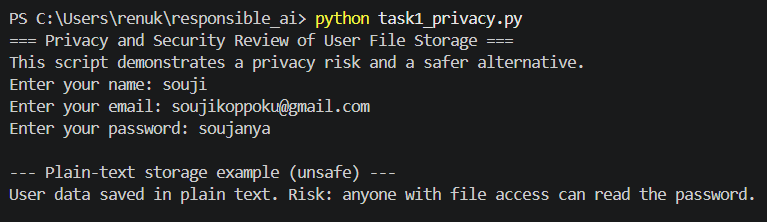 PS C:\Users\renuk\responsible_ai> python task1_privacy.py
=== Privacy and Security Review of User File Storage ===
This script demonstrates a privacy risk and a safer alternative.
Enter your name: souji
Enter your email: soujikoppoku@gmail.com
Enter your password: soujanya

--- Plain-text storage example (unsafe) ---
User data saved in plain text. Risk: anyone with file access can read the password.